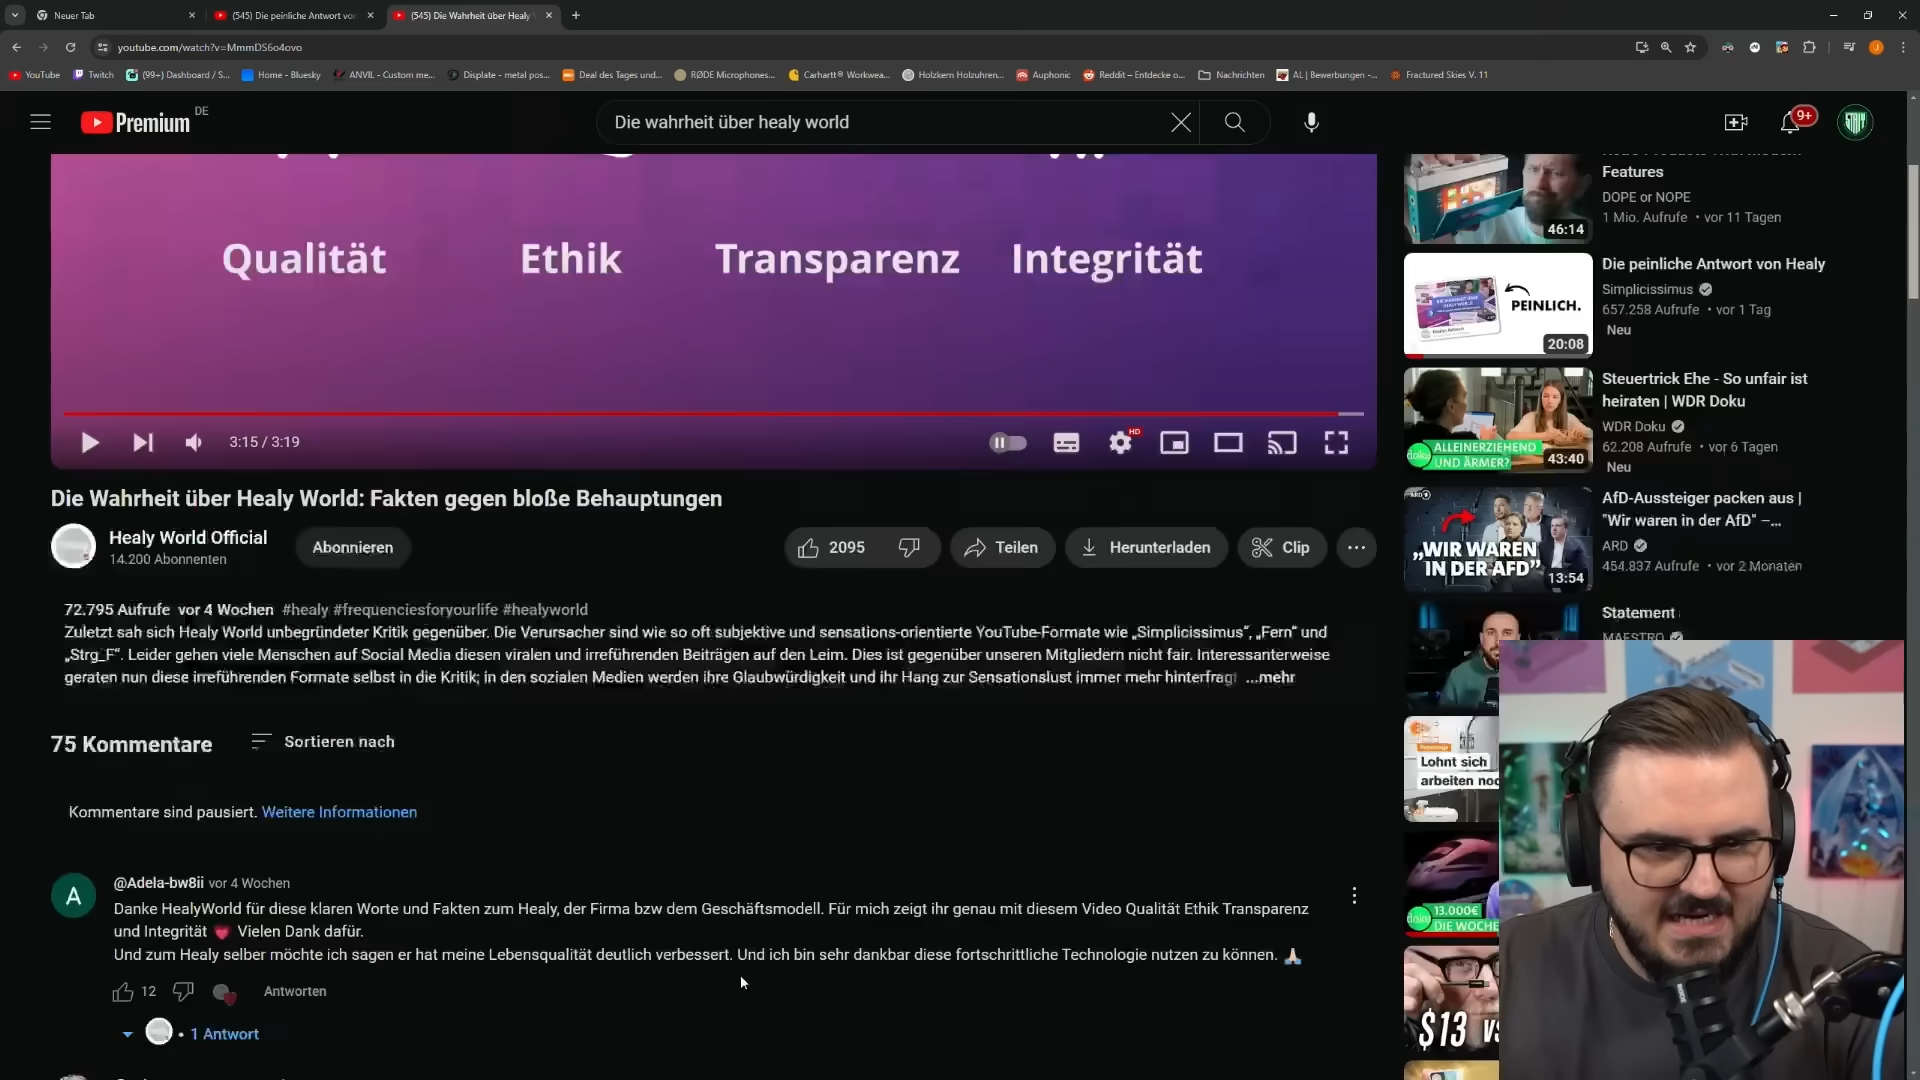 Neuer Tab
(545) Die peinliche Antwort vor
(545) Die Wahrheit über Healy
youtube.com/watch?v=MmmDS6o4ovo
YouTube
Twitch
(99+) Dashboard / S...
Home - Bluesky
ANVIL - Custom me...
Displate - metal pos...
Deal des Tages und...
RØDE Microphones...
Carhartt® Workwea...
Holzkern Holzuhren...
Auphonic
Reddit – Entdecke o...
Nachrichten
AL | Bewerbungen -...
Fractured Skies V. 11
Premium
DE
Die wahrheit über healy world
9+
Qualität Ethik Transparenz Integrität
3:15 / 3:19
HD
Die Wahrheit über Healy World: Fakten gegen bloße Behauptungen
Healy World Official
14.200 Abonnenten
Abonnieren
2095
Teilen
Herunterladen
Clip
72.795 Aufrufe vor 4 Wochen #healy #frequenciesforyourlife #healyworld
Zuletzt sah sich Healy World unbegründeter Kritik gegenüber. Die Verursacher sind wie so oft subjektive und sensations-orientierte YouTube-Formate wie „Simplicissimus“, „Fern“ und
„Strg_F“. Leider gehen viele Menschen auf Social Media diesen viralen und irreführenden Beiträgen auf den Leim. Dies ist gegenüber unseren Mitgliedern nicht fair. Interessanterweise
geraten nun diese irreführenden Formate selbst in die Kritik; in den sozialen Medien werden ihre Glaubwürdigkeit und ihr Hang zur Sensationslust immer mehr hinterfragt ...mehr
75 Kommentare
Sortieren nach
Kommentare sind pausiert. Weitere Informationen
A
@Adela-bw8ii vor 4 Wochen
Danke HealyWorld für diese klaren Worte und Fakten zum Healy, der Firma bzw dem Geschäftsmodell. Für mich zeigt ihr genau mit diesem Video Qualität Ethik Transparenz
und Integrität 💗 Vielen Dank dafür.
Und zum Healy selber möchte ich sagen er hat meine Lebensqualität deutlich verbessert. Und ich bin sehr dankbar diese fortschrittliche Technologie nutzen zu können. 🙏
12
Antworten
• 1 Antwort
Features
DOPE or NOPE
1 Mio. Aufrufe • vor 11 Tagen
46:14
PEINLICH.
20:08
Die peinliche Antwort von Healy
Simplicissimus
657.258 Aufrufe • vor 1 Tag
Neu
ALLEINERZIEHEND
UND ÄRMER?
doku
43:40
Steuertrick Ehe - So unfair ist
heiraten | WDR Doku
WDR Doku
62.208 Aufrufe • vor 6 Tagen
Neu
„WIR WAREN
IN DER AFD”
13:54
AfD-Aussteiger packen aus |
"Wir waren in der AfD" –...
ARD
454.837 Aufrufe • vor 2 Monaten
Statement
MAESTRO
Lohnt sich
arbeiten noc
13.000€
DIE WOCHE
doku
$13 vs